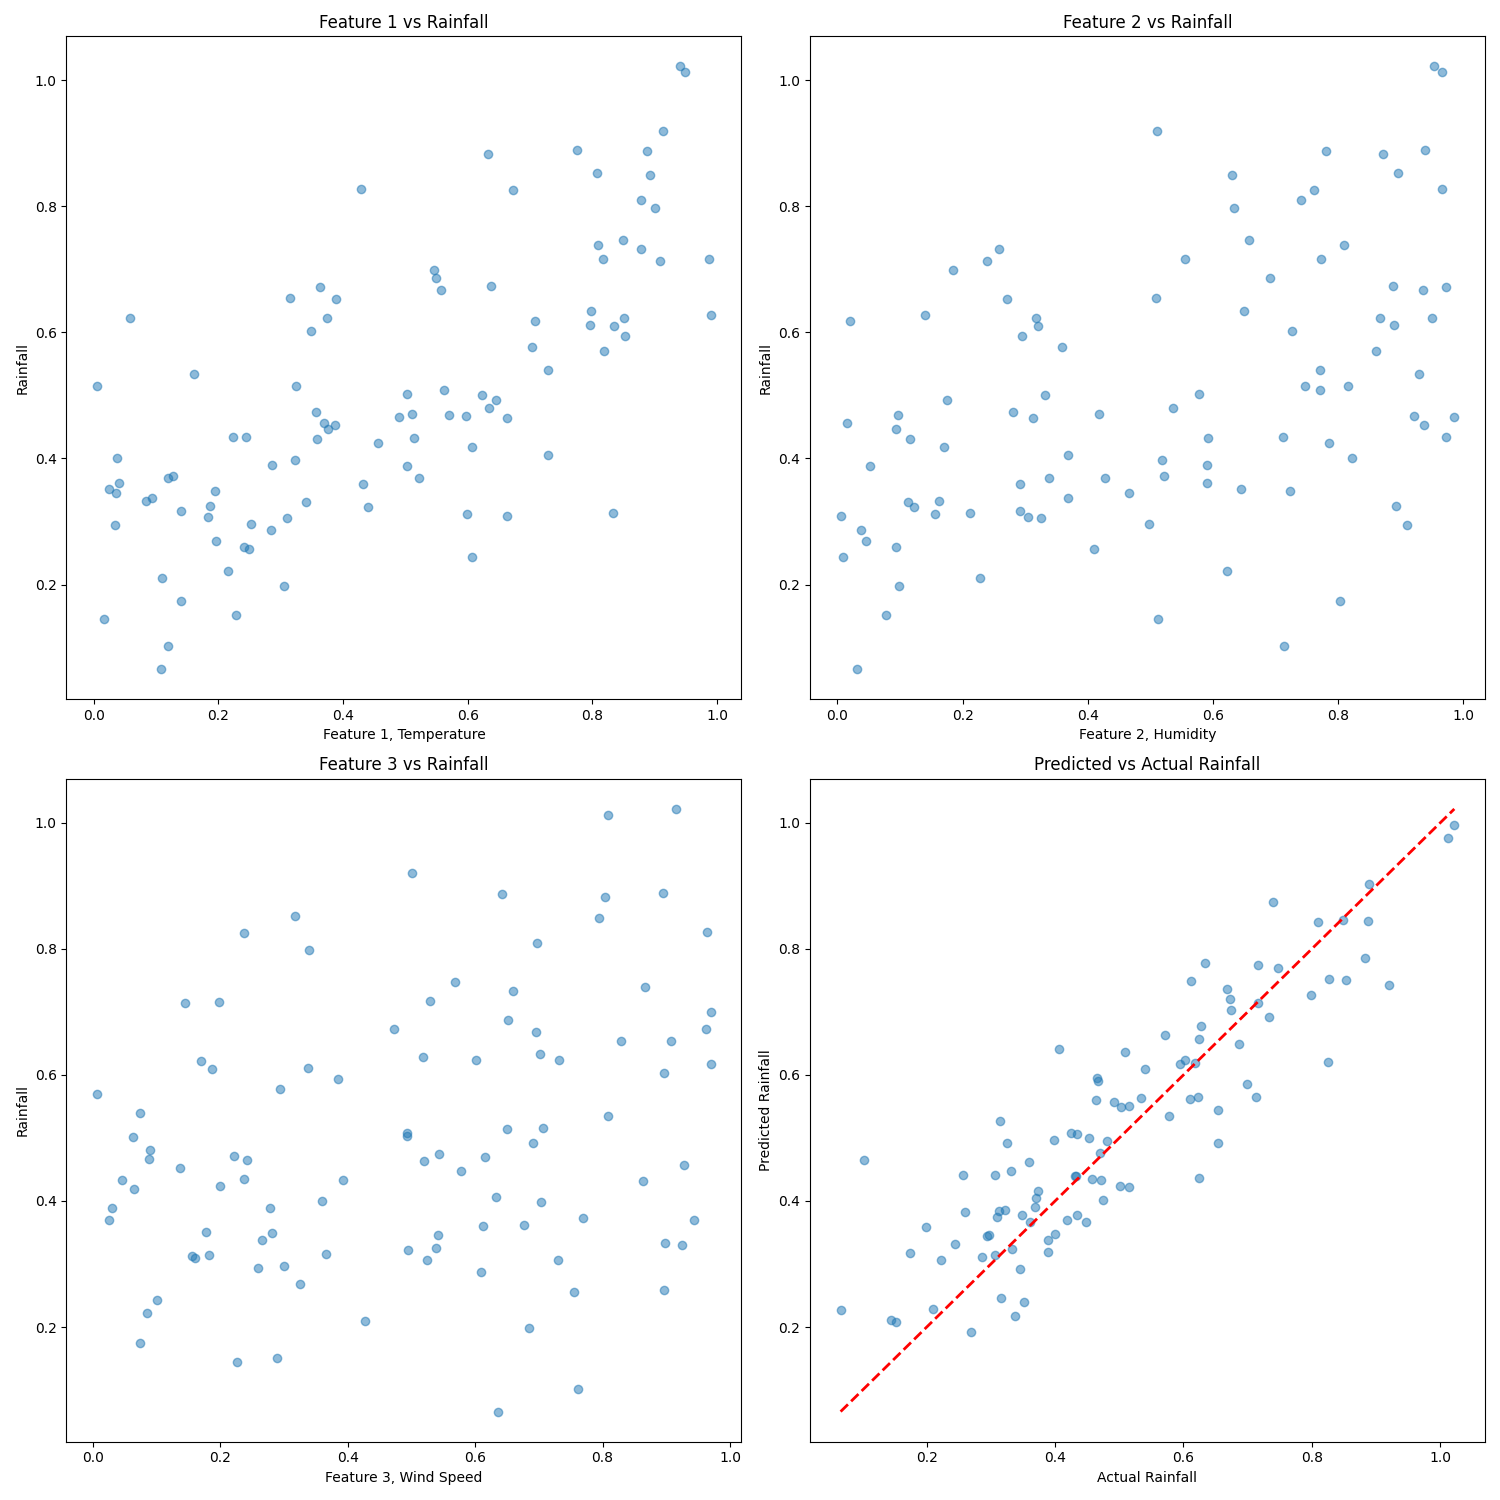 Feature 1 vs Rainfall
Rainfall
1.0
0.8
0.6
0.4
0.2
0.0 0.2 0.4 0.6 0.8 1.0
Feature 1, Temperature
Feature 2 vs Rainfall
Rainfall
1.0
0.8
0.6
0.4
0.2
0.0 0.2 0.4 0.6 0.8 1.0
Feature 2, Humidity
Feature 3 vs Rainfall
Rainfall
1.0
0.8
0.6
0.4
0.2
0.0 0.2 0.4 0.6 0.8 1.0
Feature 3, Wind Speed
Predicted vs Actual Rainfall
Predicted Rainfall
1.0
0.8
0.6
0.4
0.2
0.2 0.4 0.6 0.8 1.0
Actual Rainfall